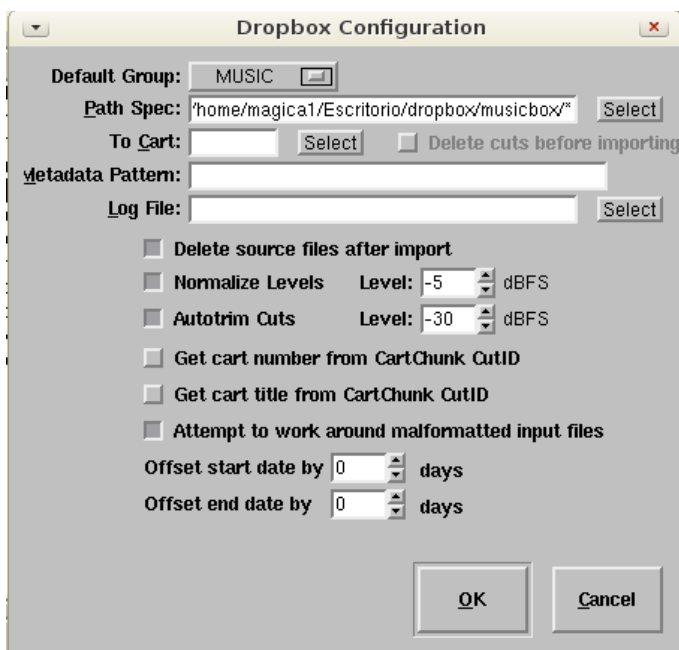 Dropbox Configuration
Default Group: MUSIC
Path Spec: /home/magica1/Escritorio/dropbox/musicbox/* Select
To Cart: Select Delete cuts before importing
Metadata Pattern:
Log File: Select
Delete source files after import
Normalize Levels Level: -5 dBFS
Autotrim Cuts Level: -30 dBFS
Get cart number from CartChunk CutID
Get cart title from CartChunk CutID
Attempt to work around malformatted input files
Offset start date by 0 days
Offset end date by 0 days
OK Cancel